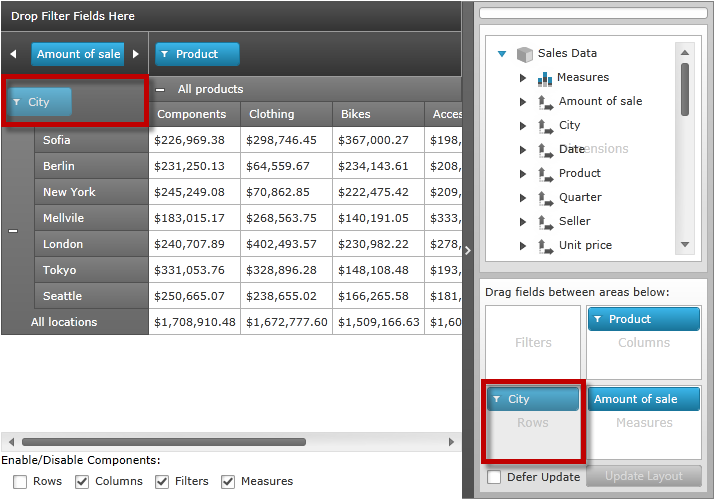 Drop Filter Fields Here
Amount of sale
Product
City
All products
Components Clothing Bikes Acces
Sofia $226,969.38 $298,746.45 $367,000.27 $198,
Berlin $231,250.13 $64,559.67 $234,143.61 $208,
New York $245,249.08 $70,862.85 $222,475.42 $209,
Mellvile $183,015.17 $268,563.75 $140,191.05 $333,
London $240,707.89 $402,493.57 $230,982.22 $278,
Tokyo $331,053.76 $328,896.28 $148,108.48 $193,
Seattle $250,665.07 $238,655.02 $166,265.58 $181,
All locations $1,708,910.48 $1,672,777.60 $1,509,166.63 $1,60
Enable/Disable Components:
Rows Columns Filters Measures
Sales Data
Measures
Amount of sale
City
Date
Dimensions
Product
Quarter
Seller
Unit price
Drag fields between areas below:
Product
Filters Columns
City Amount of sale
Rows Measures
Defer Update Update Layout